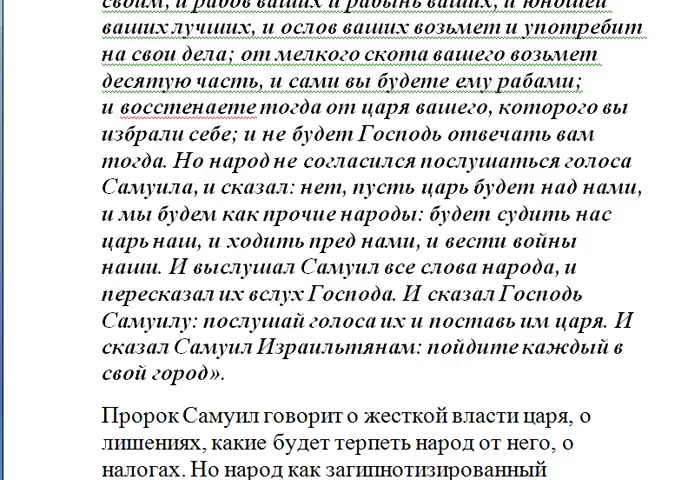 своим, и рабов ваших и рабынь ваших, и юношей
ваших лучших, и ослов ваших возьмет и употребит
на свои дела; от мелкого скота вашего возьмет
десятую часть, и сами вы будете ему рабами;
и восстенаете тогда от царя вашего, которого вы
избрали себе; и не будет Господь отвечать вам
тогда. Но народ не согласился послушаться голоса
Самуила, и сказал: нет, пусть царь будет над нами,
и мы будем как прочие народы: будет судить нас
царь наш, и ходить пред нами, и вести войны
наши. И выслушал Самуил все слова народа, и
пересказал их вслух Господа. И сказал Господь
Самуилу: послушай голоса их и поставь им царя. И
сказал Самуил Израильтянам: пойдите каждый в
свой город».
Пророк Самуил говорит о жесткой власти царя, о
лишениях, какие будет терпеть народ от него, о
налогах. Но народ как загипнотизированный